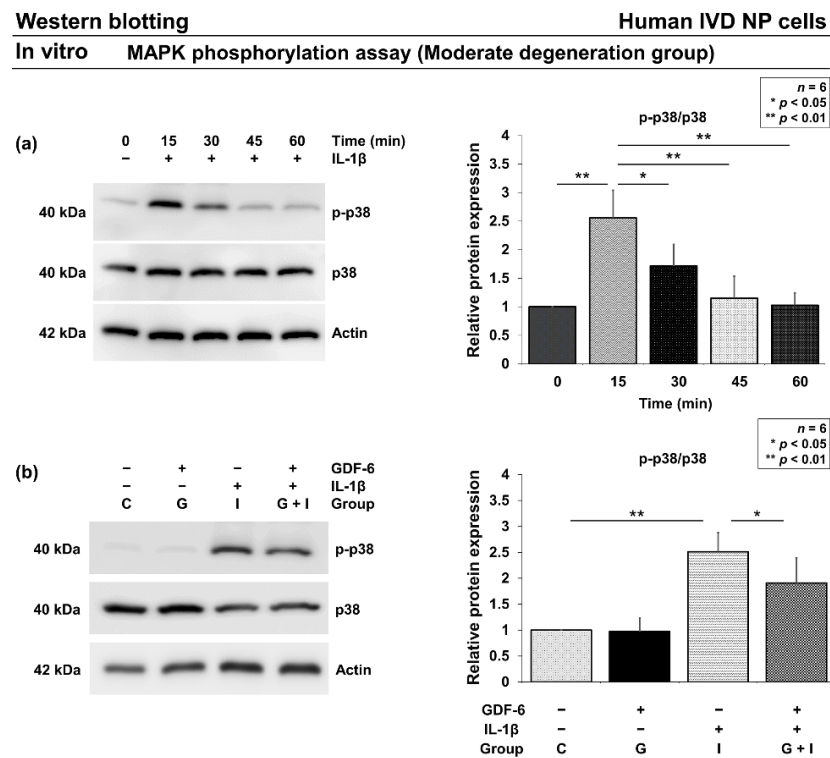 Western blotting Human IVD NP cells
In vitro MAPK phosphorylation assay (Moderate degeneration group)
(a)
0 15 30 45 60 Time (min)
– + + + + IL-1β
40 kDa p-p38
40 kDa p38
42 kDa Actin
n = 6
* p < 0.05
** p < 0.01
p-p38/p38
Relative protein expression
4
3.5
3
2.5
2
1.5
1
0.5
0
** * ** **
0 15 30 45 60
Time (min)
(b)
– + – + GDF-6
– – + + IL-1β
C G I G + I Group
40 kDa p-p38
40 kDa p38
42 kDa Actin
n = 6
* p < 0.05
** p < 0.01
p-p38/p38
Relative protein expression
4
3.5
3
2.5
2
1.5
1
0.5
0
** *
GDF-6 – + – +
IL-1β – – + +
Group C G I G + I